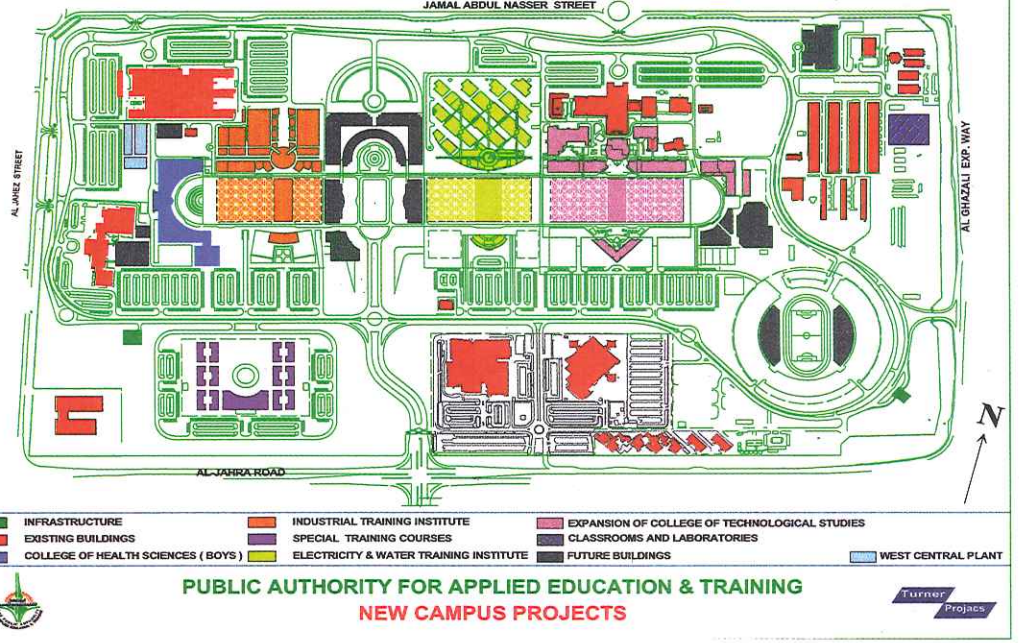 JAMAL ABDUL NASSER STREET
AL JAHEZ STREET
AL GHAZALI EXP. WAY
N
AL-JAHRA ROAD
INFRASTRUCTURE
INDUSTRIAL TRAINING INSTITUTE
EXPANSION OF COLLEGE OF TECHNOLOGICAL STUDIES
EXISTING BUILDINGS
SPECIAL TRAINING COURSES
CLASSROOMS AND LABORATORIES
COLLEGE OF HEALTH SCIENCES ( BOYS )
ELECTRICITY & WATER TRAINING INSTITUTE
FUTURE BUILDINGS
WEST CENTRAL PLANT
PUBLIC AUTHORITY FOR APPLIED EDUCATION & TRAINING
NEW CAMPUS PROJECTS
Turner
Projacs